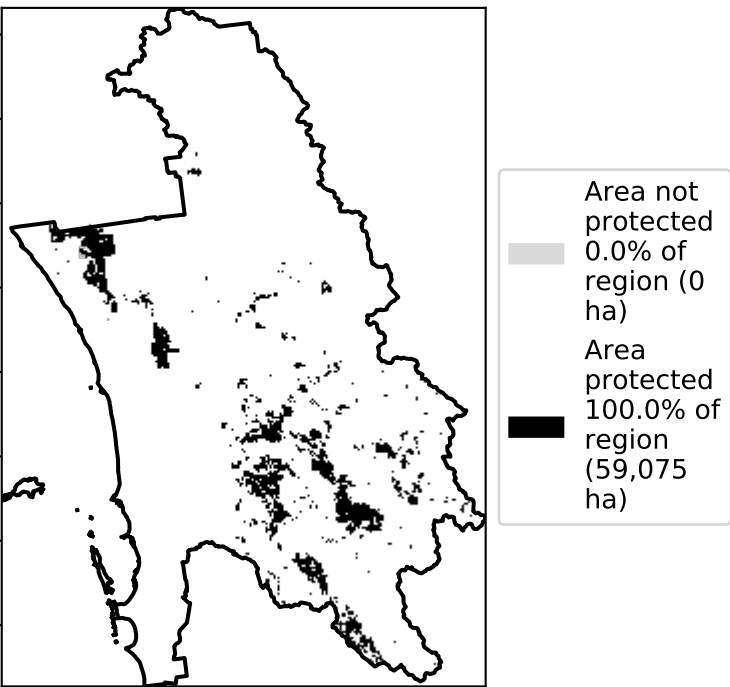 Area not
protected
0.0% of
region (0
ha)
Area
protected
100.0% of
region
(59,075
ha)